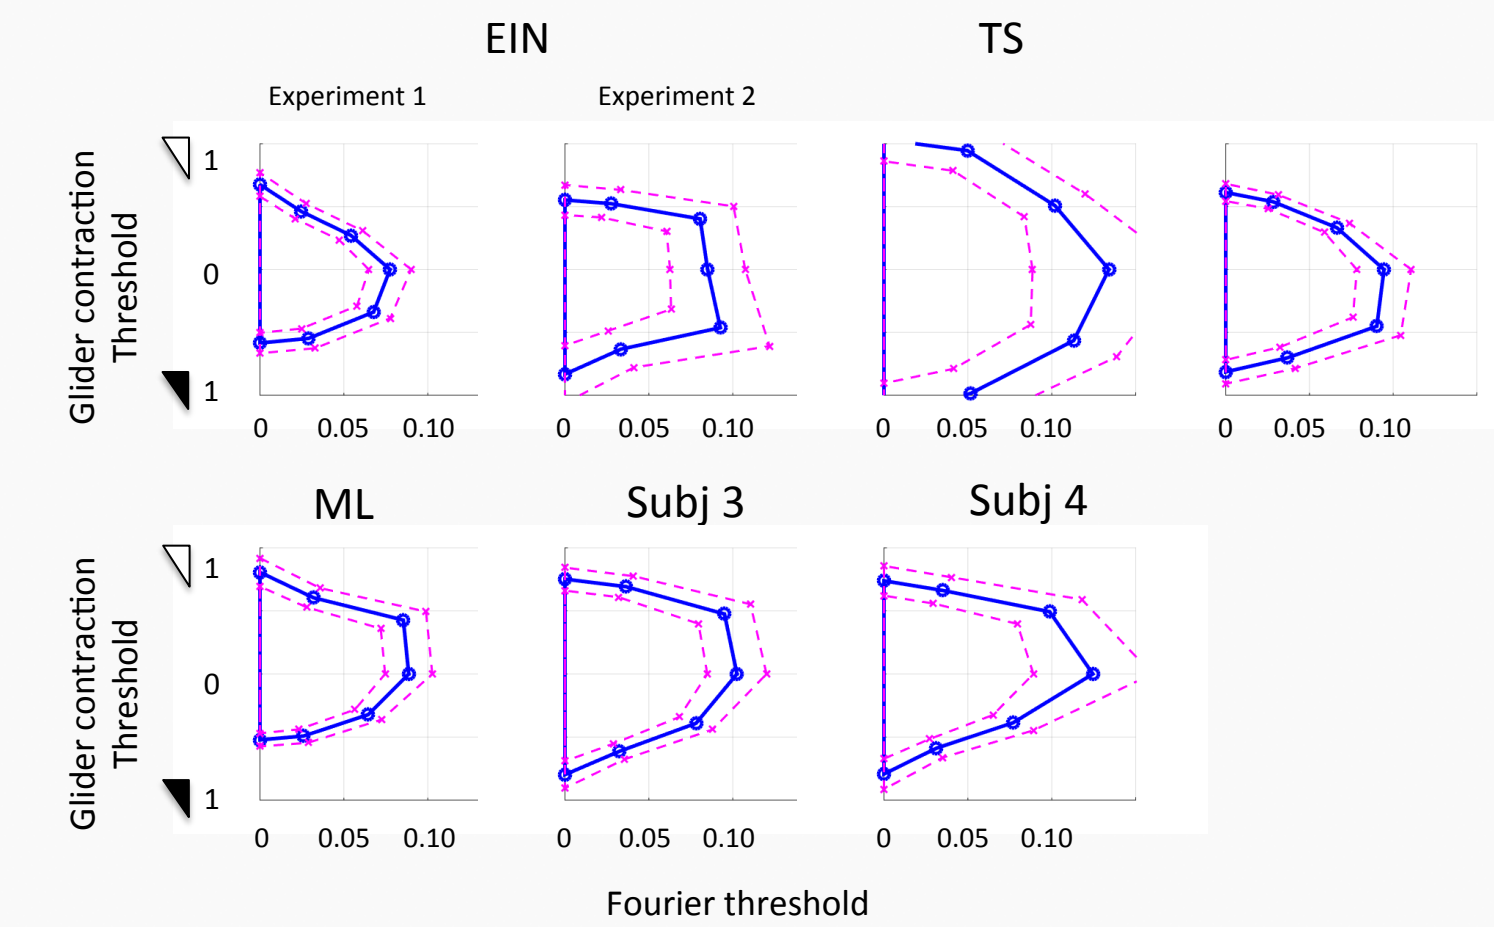 EIN
TS
Experiment 1
Experiment 2
Glider contraction
Threshold
1
0
1
0 0.05 0.10
0 0.05 0.10
0 0.05 0.10
0 0.05 0.10
ML
Subj 3
Subj 4
Glider contraction
Threshold
1
0
1
0 0.05 0.10
0 0.05 0.10
0 0.05 0.10
Fourier threshold